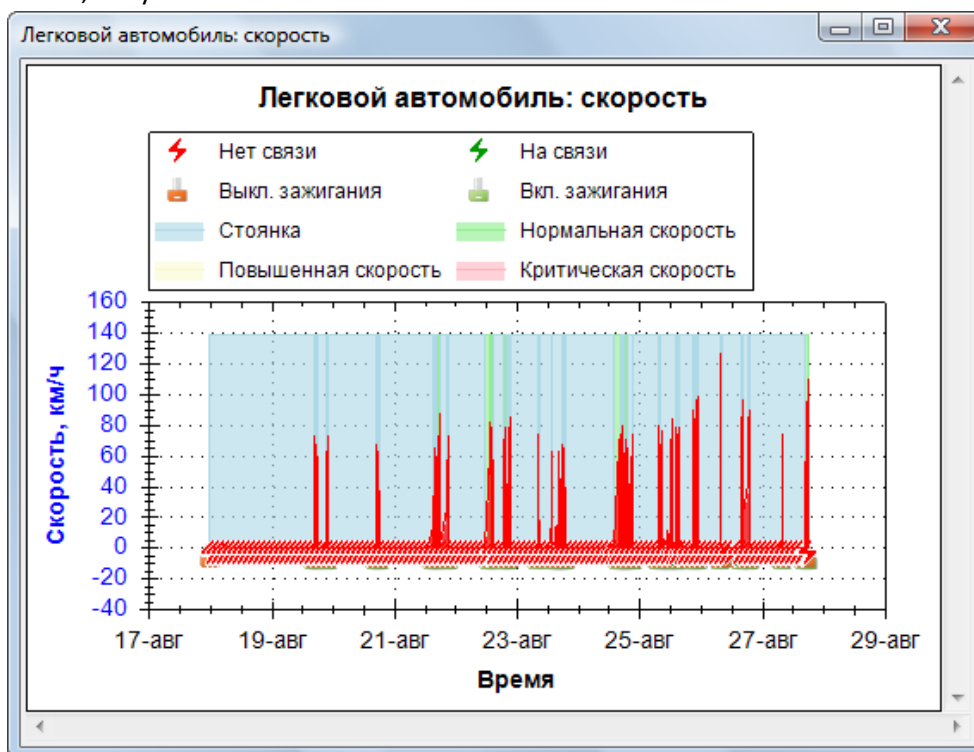 Легковой автомобиль: скорость
Легковой автомобиль: скорость
Нет связи На связи
Выкл. зажигания Вкл. зажигания
Стоянка Нормальная скорость
Повышенная скорость Критическая скорость
160
140
120
100
80
60
40
20
0
-20
-40
Скорость, км/ч
17-авг 19-авг 21-авг 23-авг 25-авг 27-авг 29-авг
Время